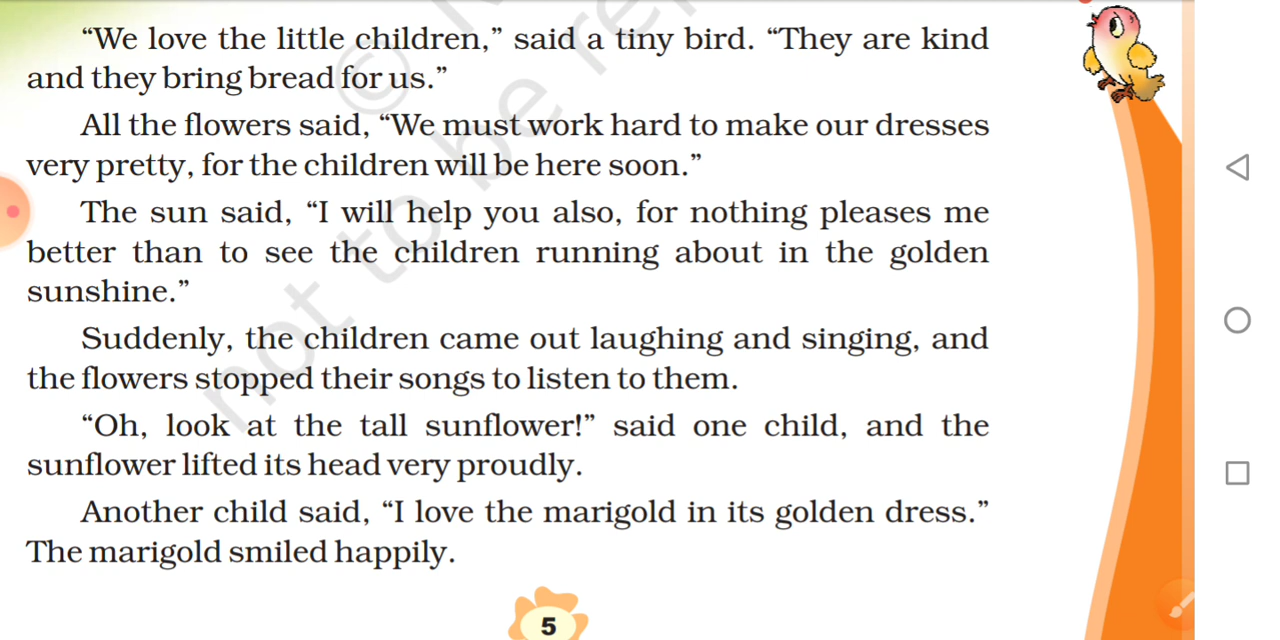 “We love the little children,” said a tiny bird. “They are kind
and they bring bread for us.”
All the flowers said, “We must work hard to make our dresses
very pretty, for the children will be here soon.”
The sun said, “I will help you also, for nothing pleases me
better than to see the children running about in the golden
sunshine.”
Suddenly, the children came out laughing and singing, and
the flowers stopped their songs to listen to them.
“Oh, look at the tall sunflower!” said one child, and the
sunflower lifted its head very proudly.
Another child said, “I love the marigold in its golden dress.”
The marigold smiled happily.
5
©
not to be re